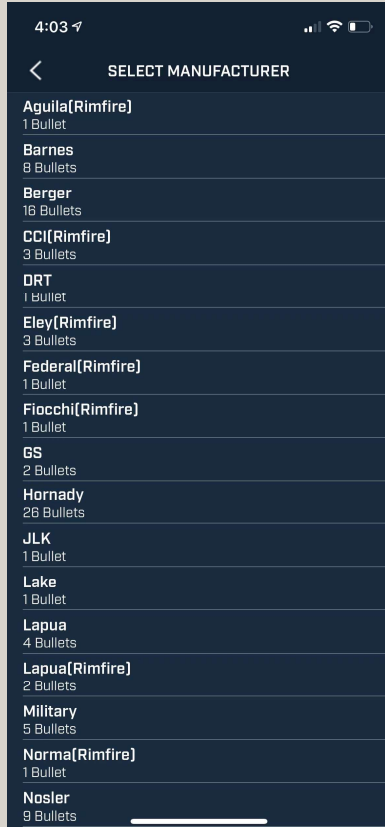 4:03
SELECT MANUFACTURER
Aguila(Rimfire)
1 Bullet
Barnes
8 Bullets
Berger
16 Bullets
CCI(Rimfire)
3 Bullets
DRT
1 Bullet
Eley(Rimfire)
3 Bullets
Federal(Rimfire)
1 Bullet
Fiocchi(Rimfire)
1 Bullet
GS
2 Bullets
Hornady
26 Bullets
JLK
1 Bullet
Lake
1 Bullet
Lapua
4 Bullets
Lapua(Rimfire)
2 Bullets
Military
5 Bullets
Norma(Rimfire)
1 Bullet
Nosler
9 Bullets